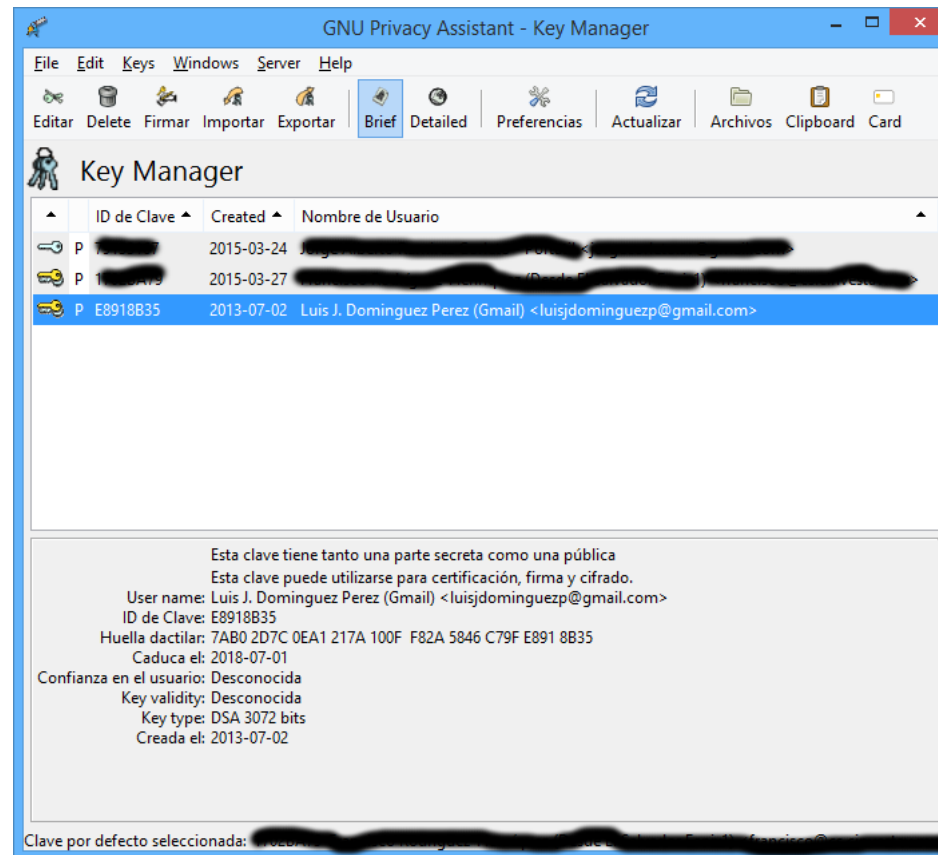 GNU Privacy Assistant - Key Manager
File Edit Keys Windows Server Help
Editar Delete Firmar Importar Exportar Brief Detailed Preferencias Actualizar Archivos Clipboard Card
Key Manager
ID de Clave Created Nombre de Usuario
P 2015-03-24
P 2015-03-27
P E8918B35 2013-07-02 Luis J. Dominguez Perez (Gmail) <luisjdominguezp@gmail.com>
Esta clave tiene tanto una parte secreta como una pública
Esta clave puede utilizarse para certificación, firma y cifrado.
User name: Luis J. Dominguez Perez (Gmail) <luisjdominguezp@gmail.com>
ID de Clave: E8918B35
Huella dactilar: 7AB0 2D7C 0EA1 217A 100F F82A 5846 C79F E891 8B35
Caduca el: 2018-07-01
Confianza en el usuario: Desconocida
Key validity: Desconocida
Key type: DSA 3072 bits
Creada el: 2013-07-02
Clave por defecto seleccionada: